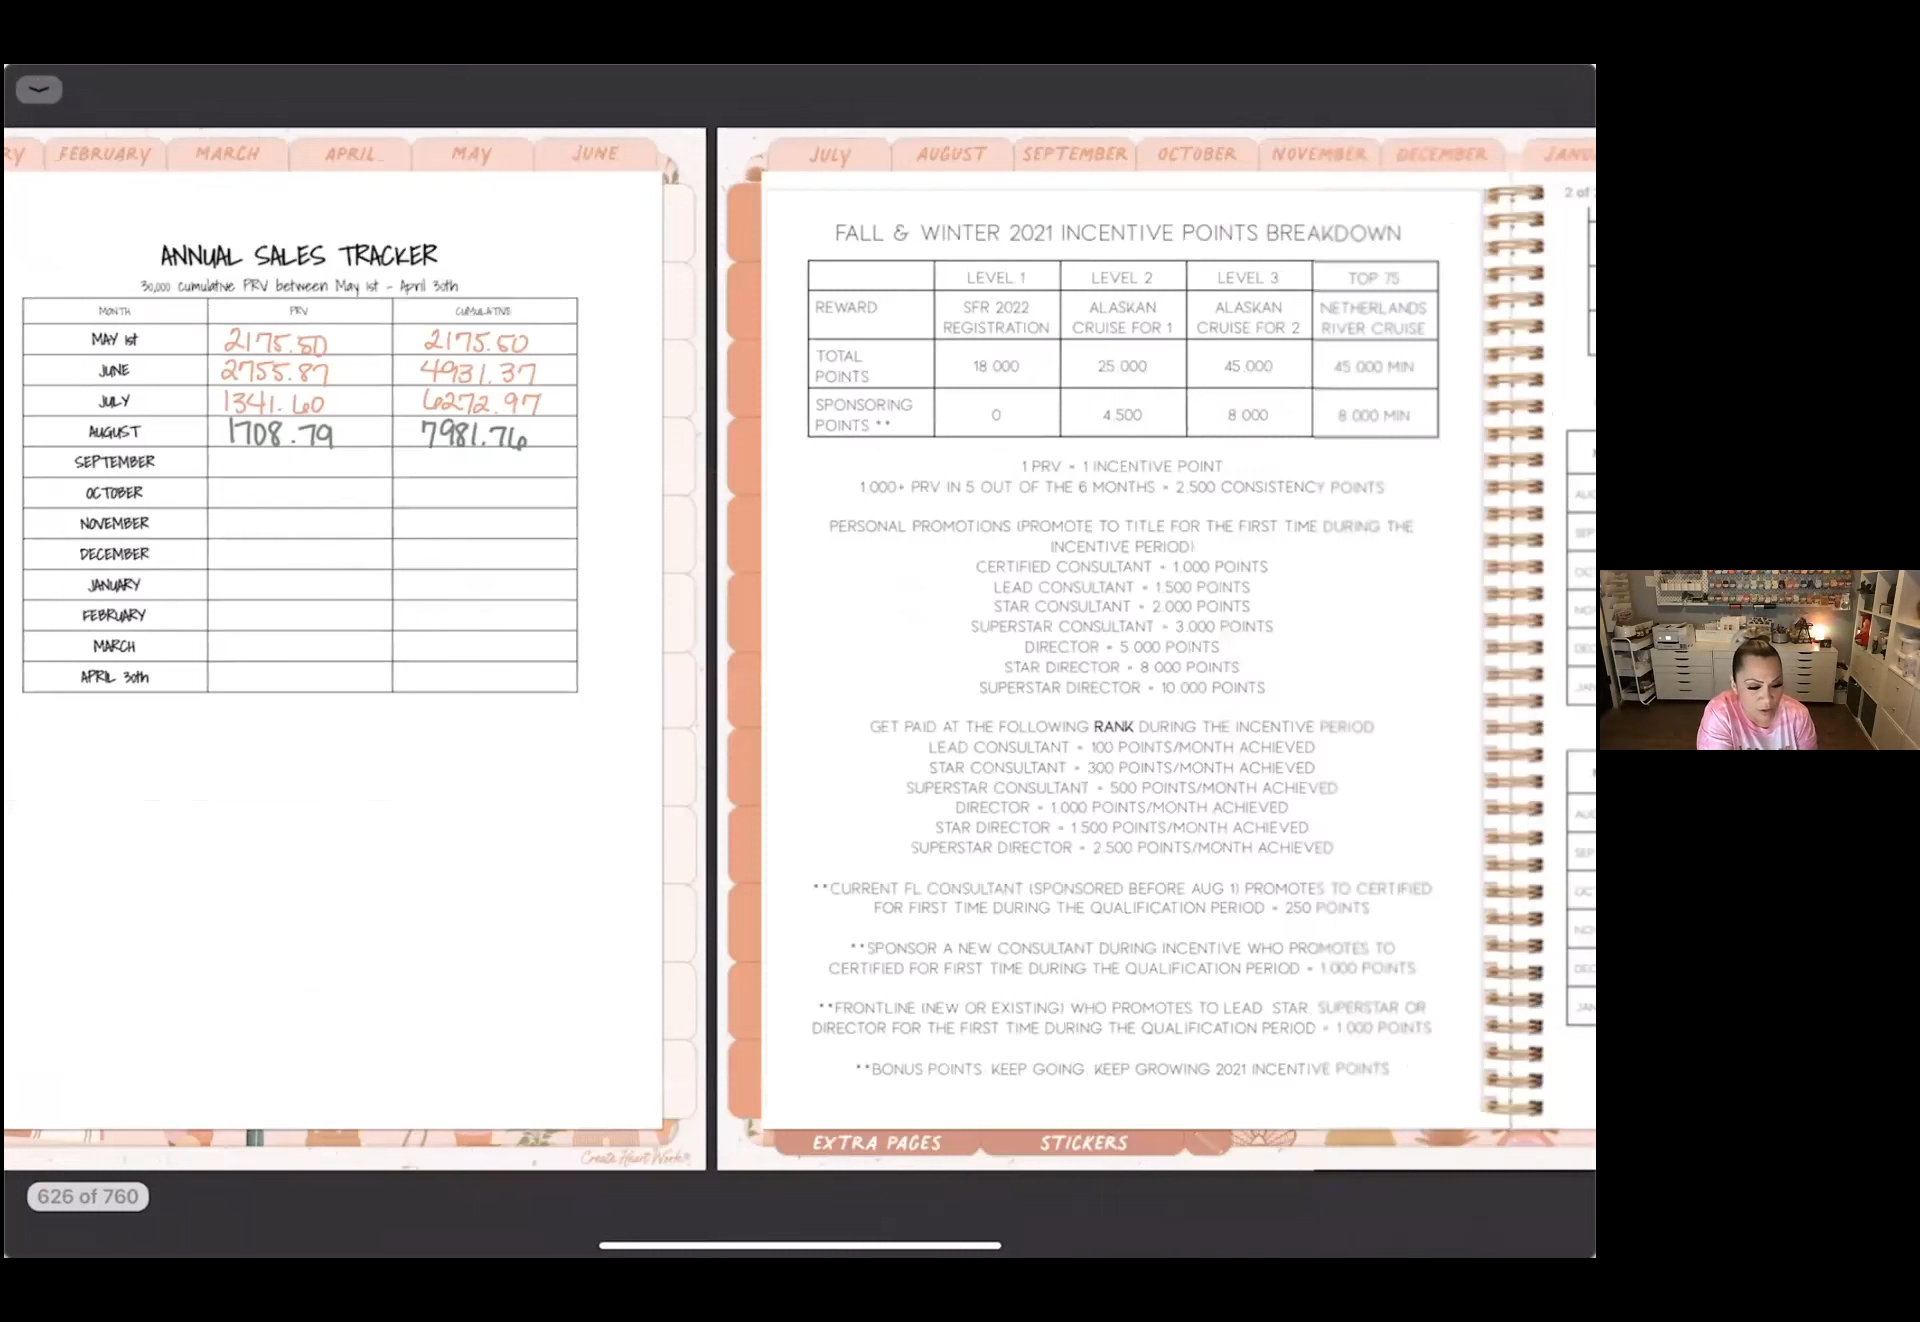 FEBRUARY MARCH APRIL MAY JUNE
ANNUAL SALES TRACKER
30,000 cumulative PRV between May 1st - April 30th
MONTH PRV CUMULATIVE
MAY 1st 2175.50 2175.50
JUNE 2755.87 4931.37
JULY 1341.60 6272.97
AUGUST 1708.79 7981.76
SEPTEMBER
OCTOBER
NOVEMBER
DECEMBER
JANUARY
FEBRUARY
MARCH
APRIL 30th
Create Heart Work
626 of 760
JULY AUGUST SEPTEMBER OCTOBER NOVEMBER DECEMBER
FALL & WINTER 2021 INCENTIVE POINTS BREAKDOWN
LEVEL 1 LEVEL 2 LEVEL 3 TOP 75
REWARD SFR 2022 REGISTRATION ALASKAN CRUISE FOR 1 ALASKAN CRUISE FOR 2 NETHERLANDS RIVER CRUISE
TOTAL POINTS 18 000 25 000 45 000 45 000 MIN
SPONSORING POINTS ** 0 4 500 8 000 8 000 MIN
1 PRV = 1 INCENTIVE POINT
1 000+ PRV IN 5 OUT OF THE 6 MONTHS = 2,500 CONSISTENCY POINTS
PERSONAL PROMOTIONS (PROMOTE TO TITLE FOR THE FIRST TIME DURING THE
INCENTIVE PERIOD)
CERTIFIED CONSULTANT = 1,000 POINTS
LEAD CONSULTANT = 1,500 POINTS
STAR CONSULTANT = 2,000 POINTS
SUPERSTAR CONSULTANT = 3,000 POINTS
DIRECTOR = 5 000 POINTS
STAR DIRECTOR = 8 000 POINTS
SUPERSTAR DIRECTOR = 10,000 POINTS
GET PAID AT THE FOLLOWING RANK DURING THE INCENTIVE PERIOD
LEAD CONSULTANT = 100 POINTS/MONTH ACHIEVED
STAR CONSULTANT = 300 POINTS/MONTH ACHIEVED
SUPERSTAR CONSULTANT = 500 POINTS/MONTH ACHIEVED
DIRECTOR = 1,000 POINTS/MONTH ACHIEVED
STAR DIRECTOR = 1 500 POINTS/MONTH ACHIEVED
SUPERSTAR DIRECTOR = 2 500 POINTS/MONTH ACHIEVED
**CURRENT FL CONSULTANT (SPONSORED BEFORE AUG 1) PROMOTES TO CERTIFIED
FOR FIRST TIME DURING THE QUALIFICATION PERIOD = 250 POINTS
**SPONSOR A NEW CONSULTANT DURING INCENTIVE WHO PROMOTES TO
CERTIFIED FOR FIRST TIME DURING THE QUALIFICATION PERIOD = 1 000 POINTS
**FRONTLINE (NEW OR EXISTING) WHO PROMOTES TO LEAD STAR, SUPERSTAR OR
DIRECTOR FOR THE FIRST TIME DURING THE QUALIFICATION PERIOD = 1 000 POINTS
**BONUS POINTS KEEP GOING, KEEP GROWING 2021 INCENTIVE POINTS
EXTRA PAGES STICKERS
2 of